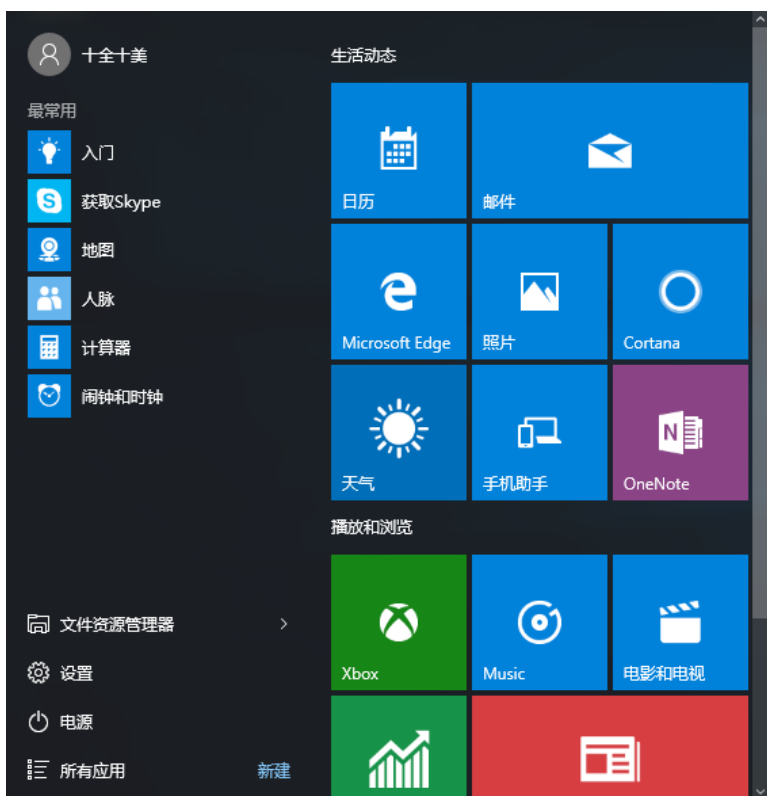 十全十美
最常用
入门
获取Skype
地图
人脉
计算器
闹钟和时钟
文件资源管理器
设置
电源
所有应用 新建
生活动态
日历
邮件
Microsoft Edge
照片
Cortana
天气
手机助手
OneNote
播放和浏览
Xbox
Music
电影和电视